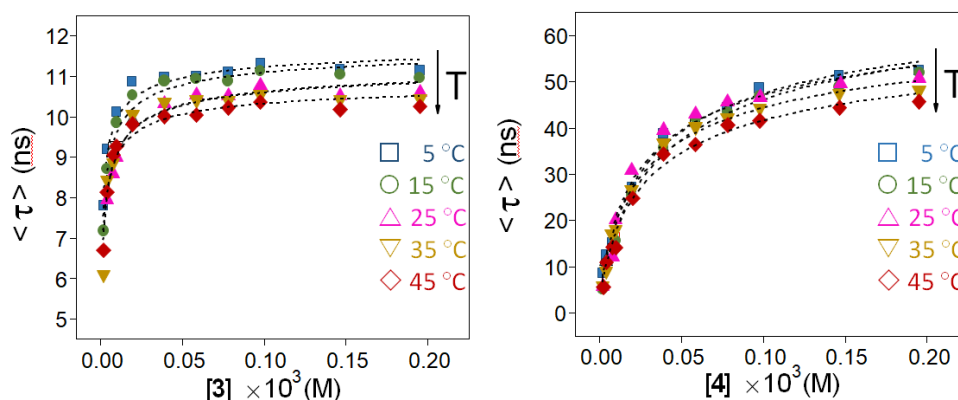 12
11
10
9
8
7
6
5
< τ > (ns)
T
5 °C
15 °C
25 °C
35 °C
45 °C
0.00 0.05 0.10 0.15 0.20
[3] ×10³(M)
60
50
40
30
20
10
0
< τ > (ns)
T
5 °C
15 °C
25 °C
35 °C
45 °C
0.00 0.05 0.10 0.15 0.20
[4] ×10³(M)